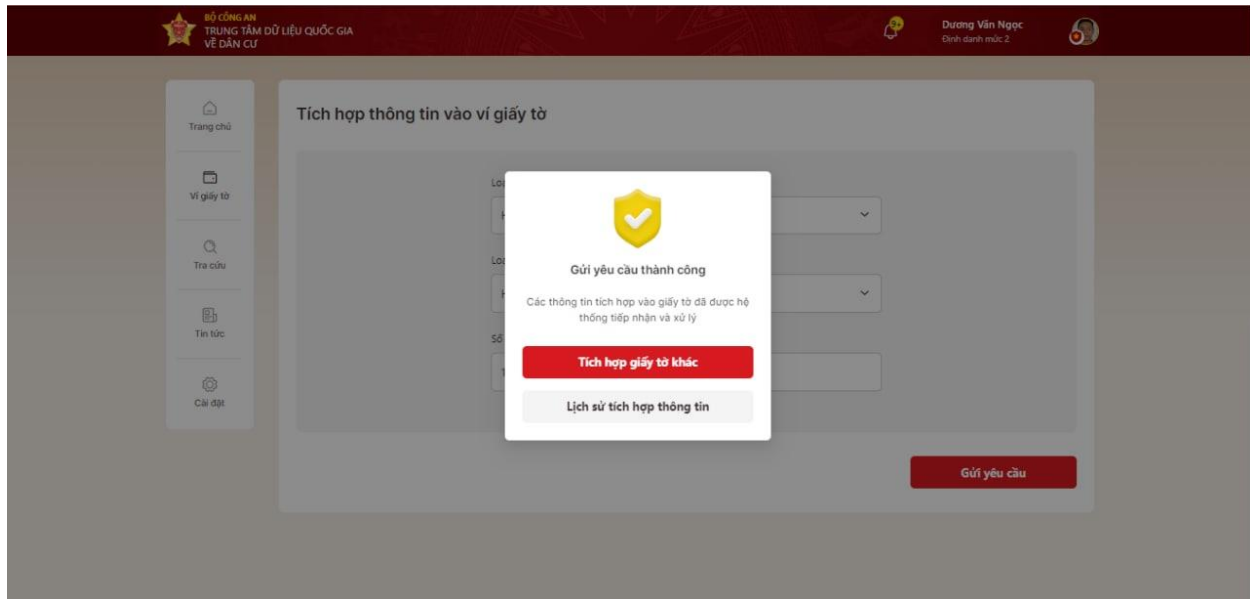 BỘ CÔNG AN
TRUNG TÂM DỮ LIỆU QUỐC GIA
VỀ DÂN CƯ
9+
Dương Văn Ngọc
Định danh mức 2
Trang chủ
Ví giấy tờ
Tra cứu
Tin tức
Cài đặt
Tích hợp thông tin vào ví giấy tờ
Gửi yêu cầu thành công
Các thông tin tích hợp vào giấy tờ đã được hệ
thống tiếp nhận và xử lý
Số
Tích hợp giấy tờ khác
Lịch sử tích hợp thông tin
Gửi yêu cầu